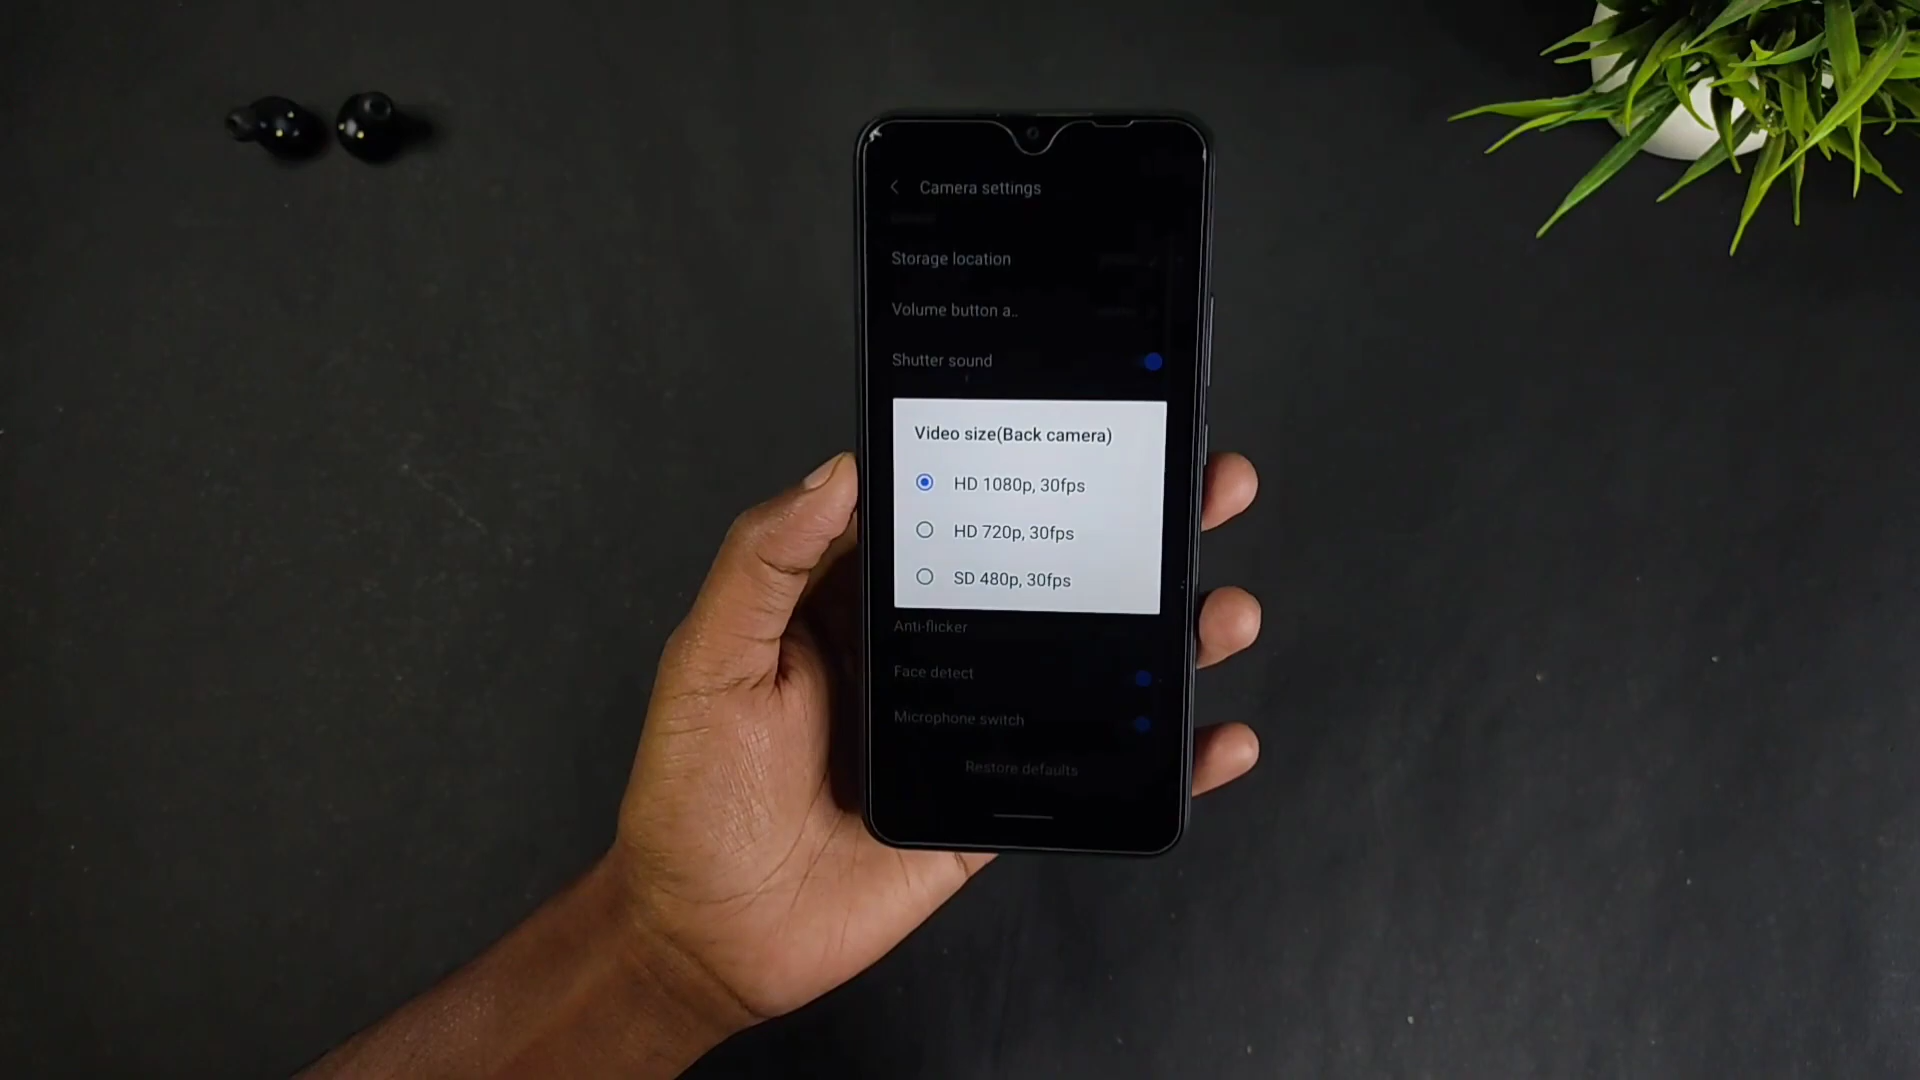 Camera settings
Storage location
Volume button a..
Shutter sound
Video size(Back camera)
HD 1080p, 30fps
HD 720p, 30fps
SD 480p, 30fps
Anti-flicker
Face detect
Microphone switch
Restore defaults